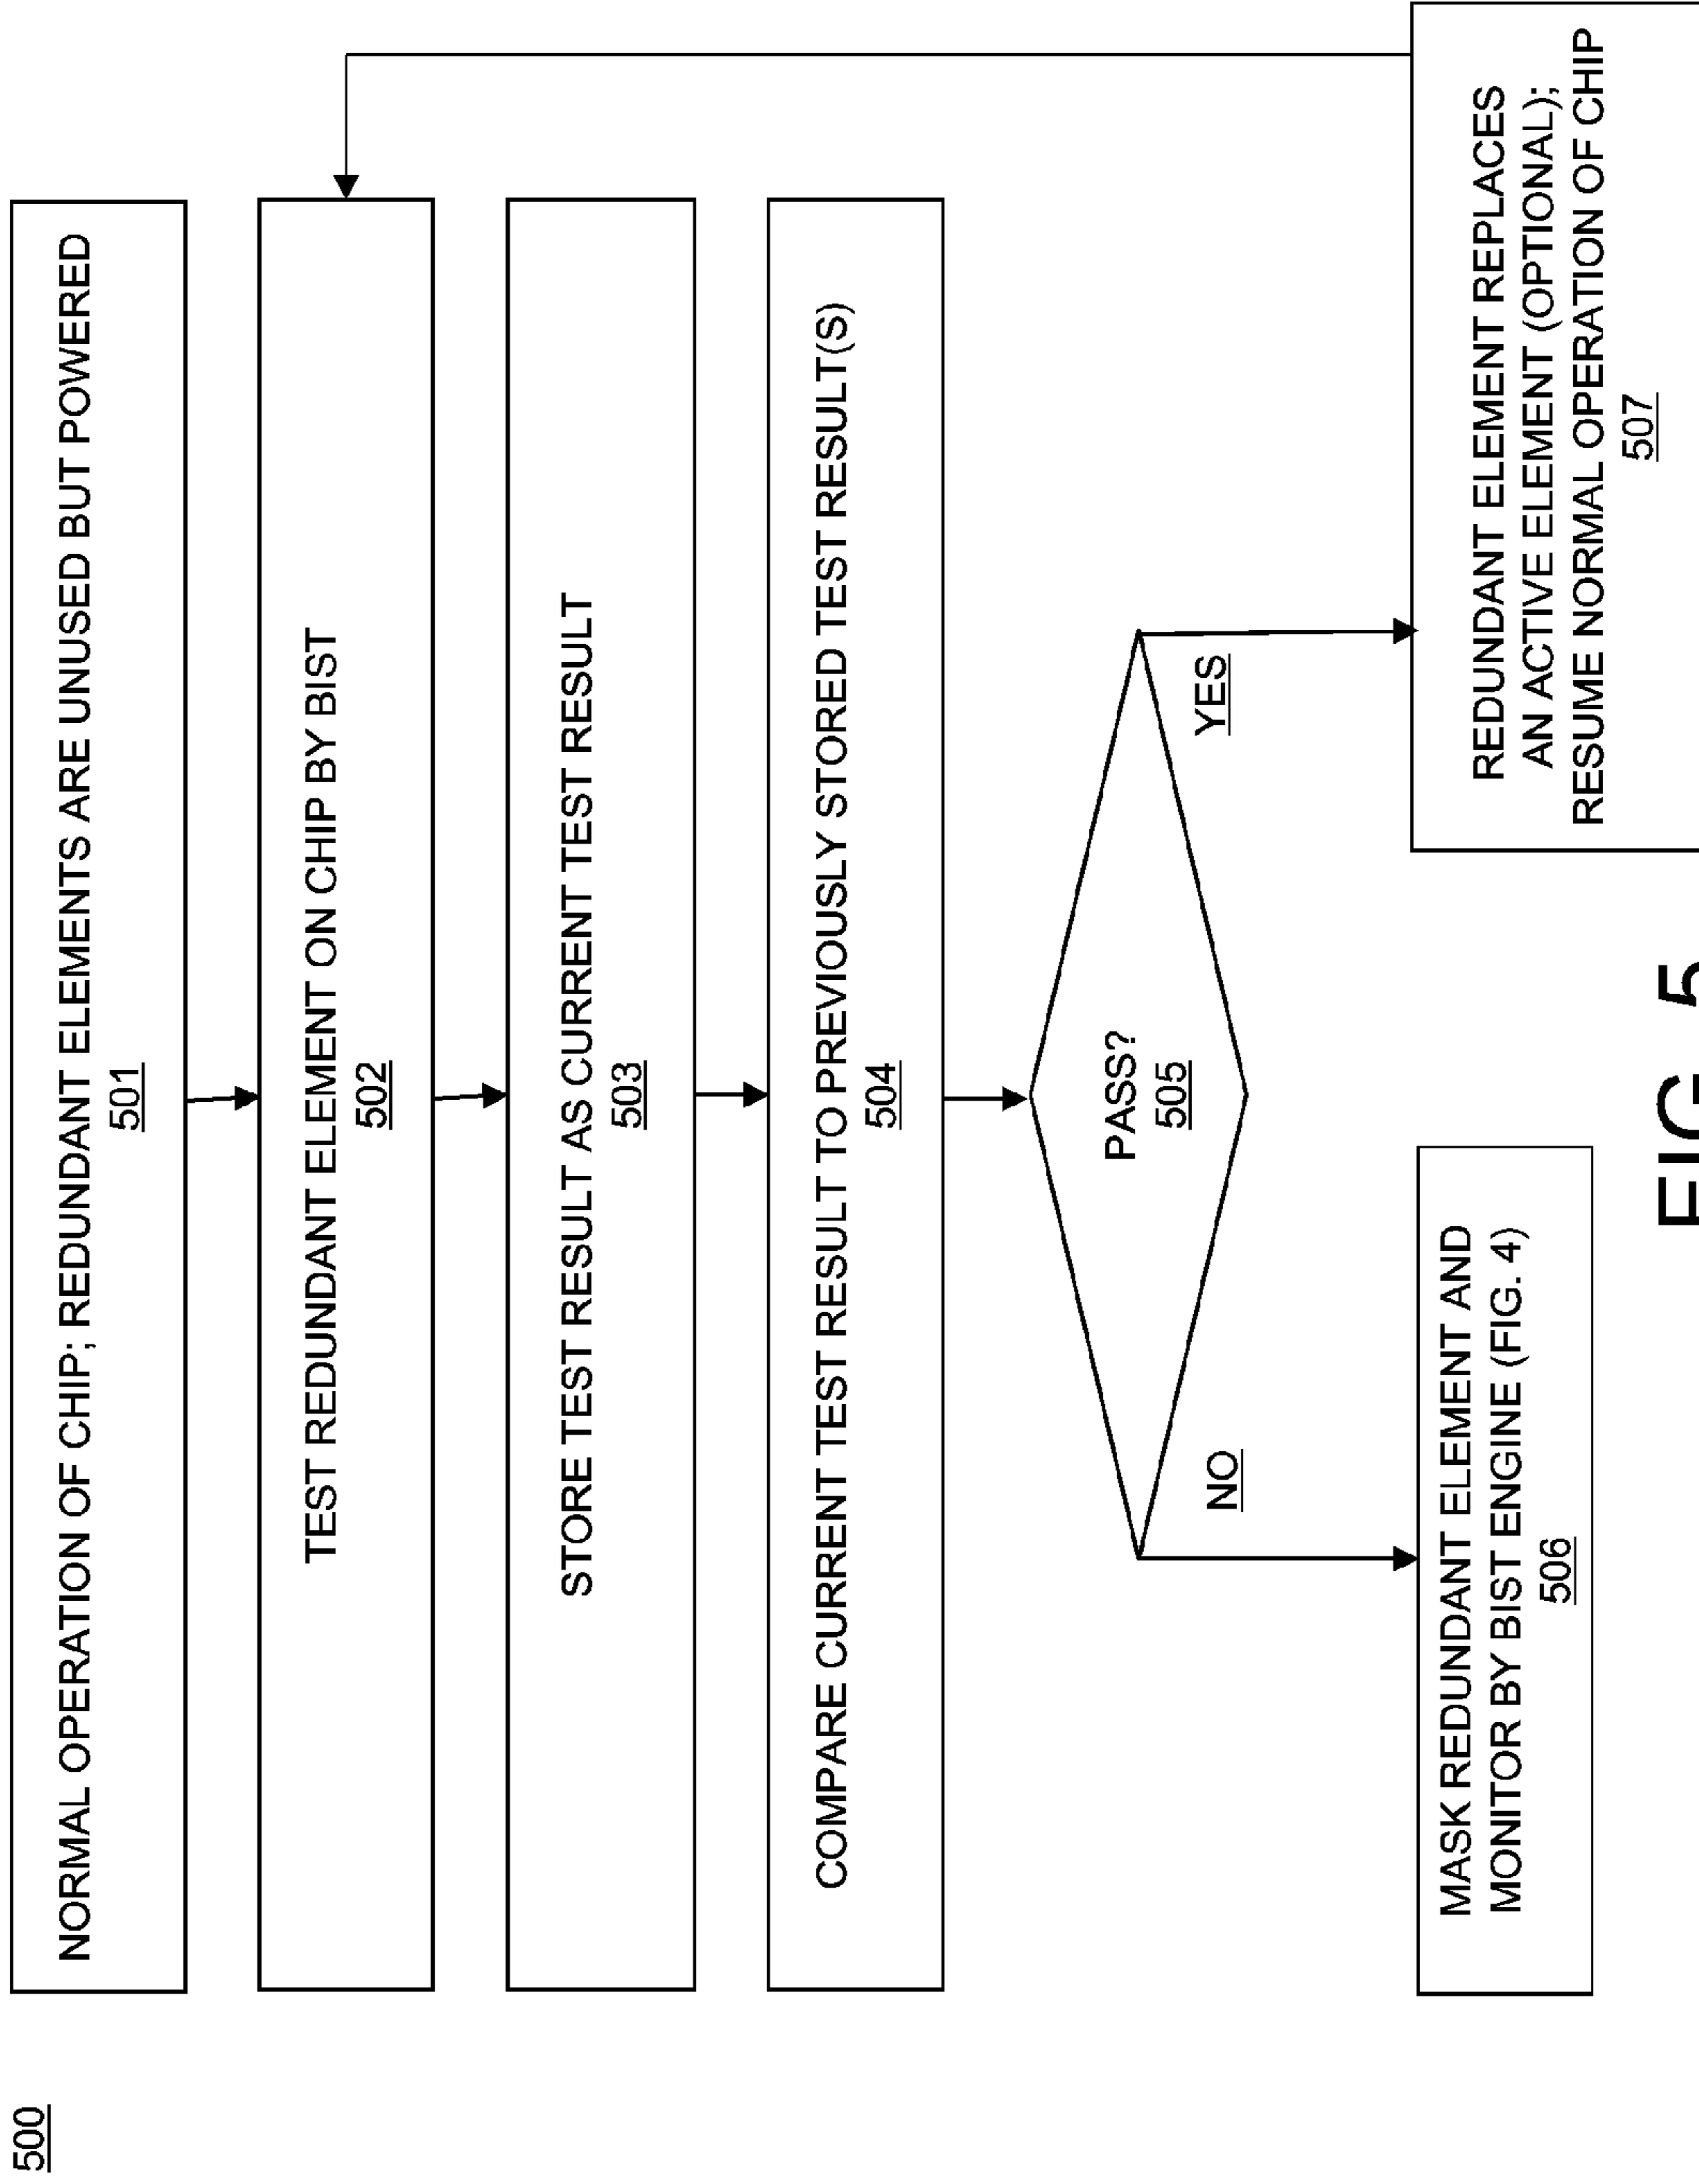 500
NORMAL OPERATION OF CHIP; REDUNDANT ELEMENTS ARE UNUSED BUT POWERED
501
TEST REDUNDANT ELEMENT ON CHIP BY BIST
502
STORE TEST RESULT AS CURRENT TEST RESULT
503
COMPARE CURRENT TEST RESULT TO PREVIOUSLY STORED TEST RESULT(S)
504
PASS?
505
NO
YES
MASK REDUNDANT ELEMENT AND
MONITOR BY BIST ENGINE (FIG. 4)
506
REDUNDANT ELEMENT REPLACES
AN ACTIVE ELEMENT (OPTIONAL);
RESUME NORMAL OPERATION OF CHIP
507
FIG. 5